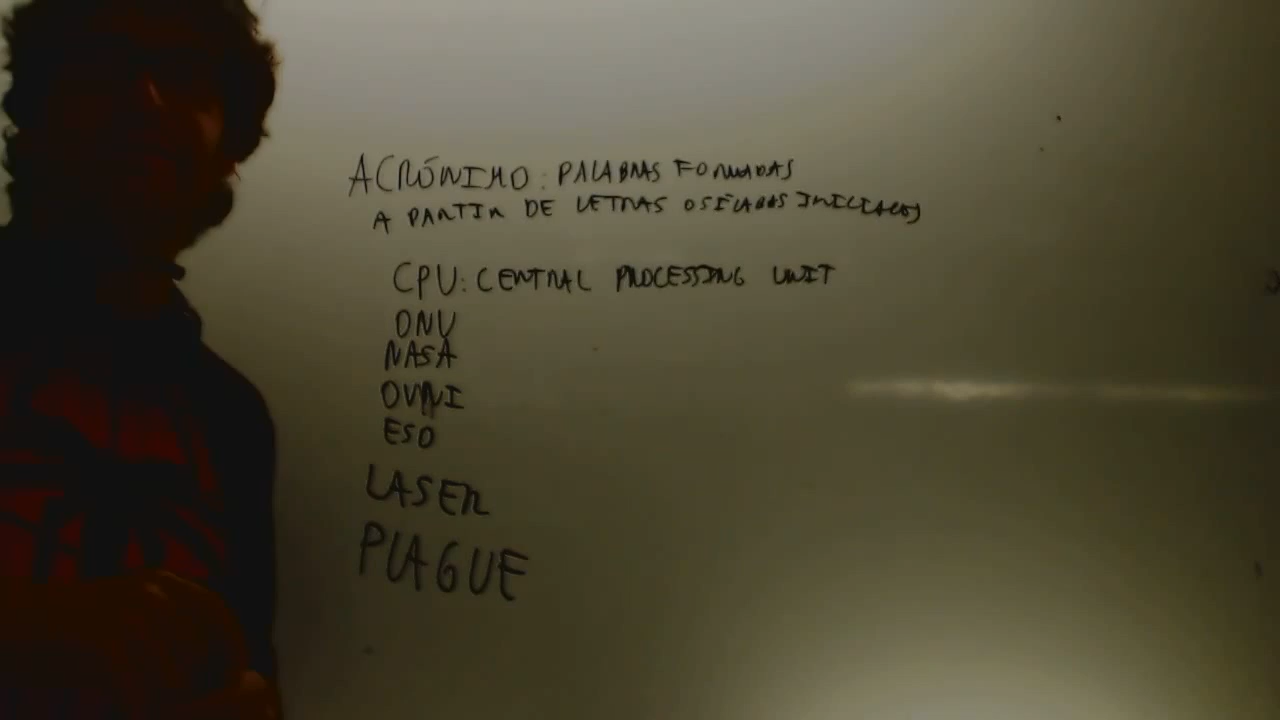 ACRÓNIMO: PALABRAS FORMADAS
A PARTIR DE LETRAS O SÍLABAS INICIALES
CPU: CENTRAL PROCESSING UNIT
ONU
NASA
OVNI
ESO
LASER
PLAGUE